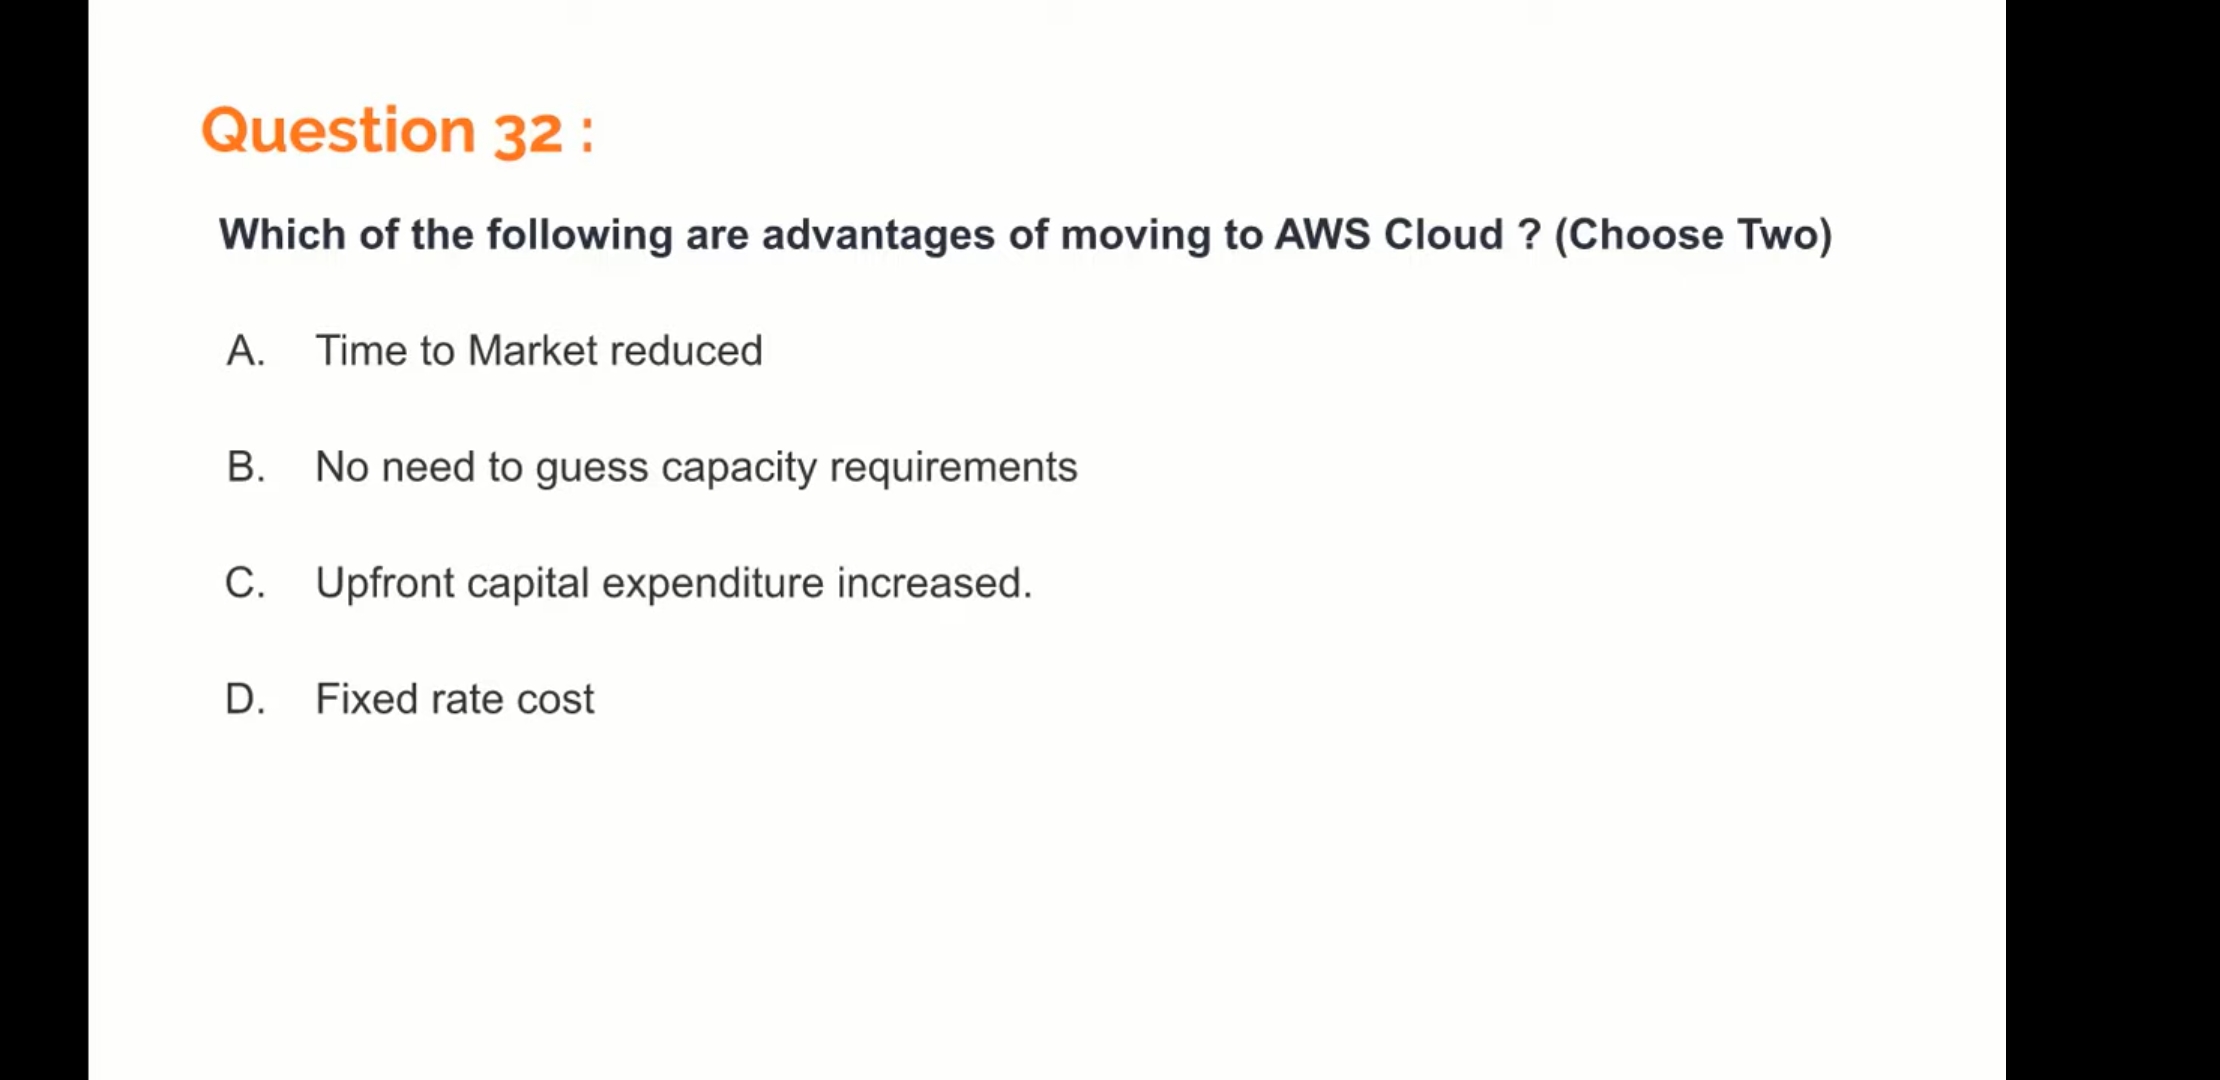 Question 32 :
Which of the following are advantages of moving to AWS Cloud ? (Choose Two)
A. Time to Market reduced
B. No need to guess capacity requirements
C. Upfront capital expenditure increased.
D. Fixed rate cost